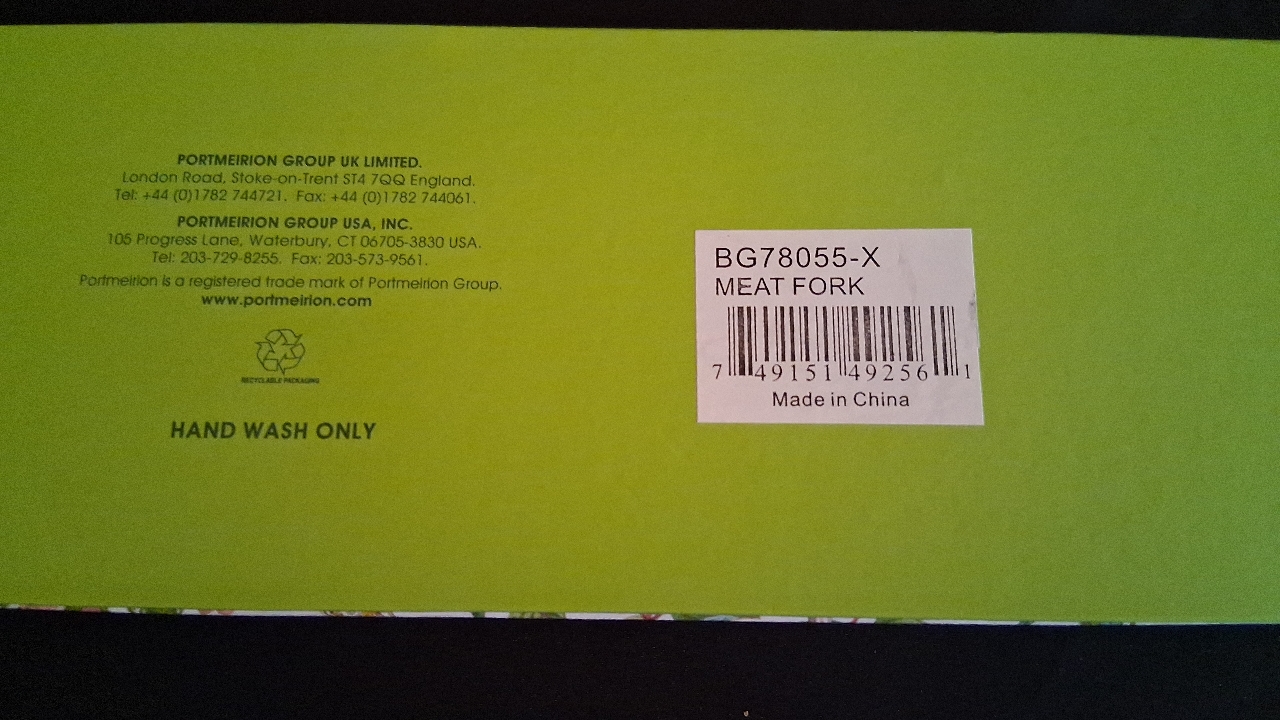 PORTMEIRION GROUP UK LIMITED.
London Road, Stoke-on-Trent ST4 7QQ England.
Tel: +44 (0)1782 744721. Fax: +44 (0)1782 744061.
PORTMEIRION GROUP USA, INC.
105 Progress Lane, Waterbury, CT 06705-3830 USA.
Tel: 203-729-8255. Fax: 203-573-9561.
Portmeirion is a registered trade mark of Portmeirion Group.
www.portmeirion.com
RECYCLABLE PACKAGING
HAND WASH ONLY
BG78055-X
MEAT FORK
7 49151 49256 1
Made in China